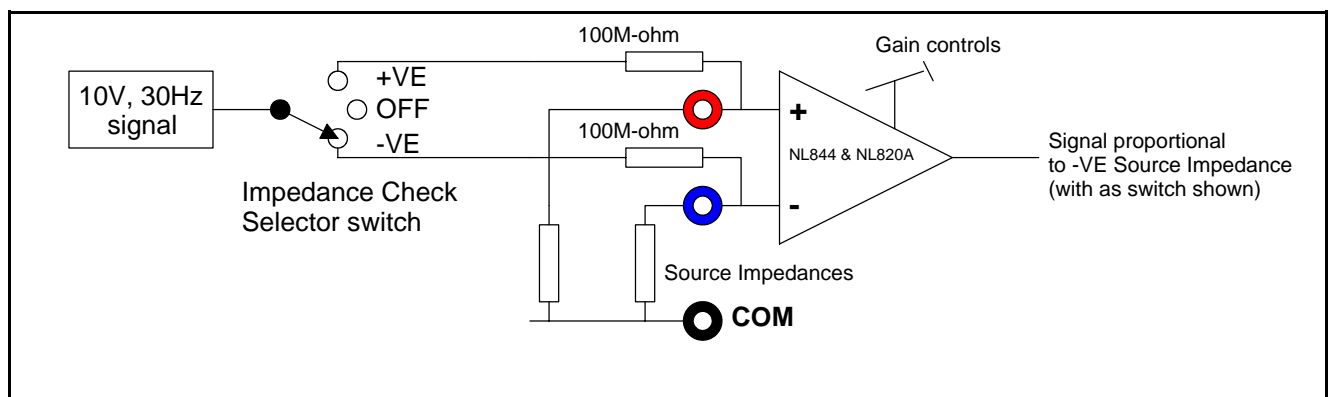 100M-ohm
Gain controls
10V, 30Hz
signal
+VE
OFF
-VE
100M-ohm
+
NL844 & NL820A
-
Signal proportional
to -VE Source Impedance
(with as switch shown)
Impedance Check
Selector switch
Source Impedances
COM